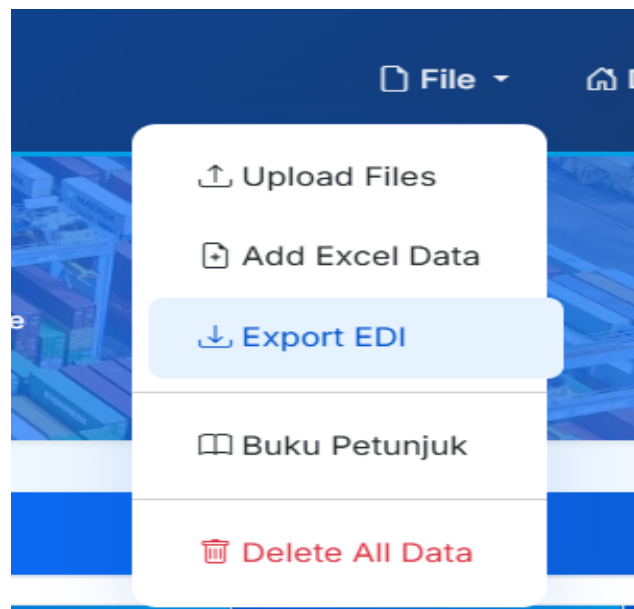 File
Upload Files
Add Excel Data
Export EDI
Buku Petunjuk
Delete All Data